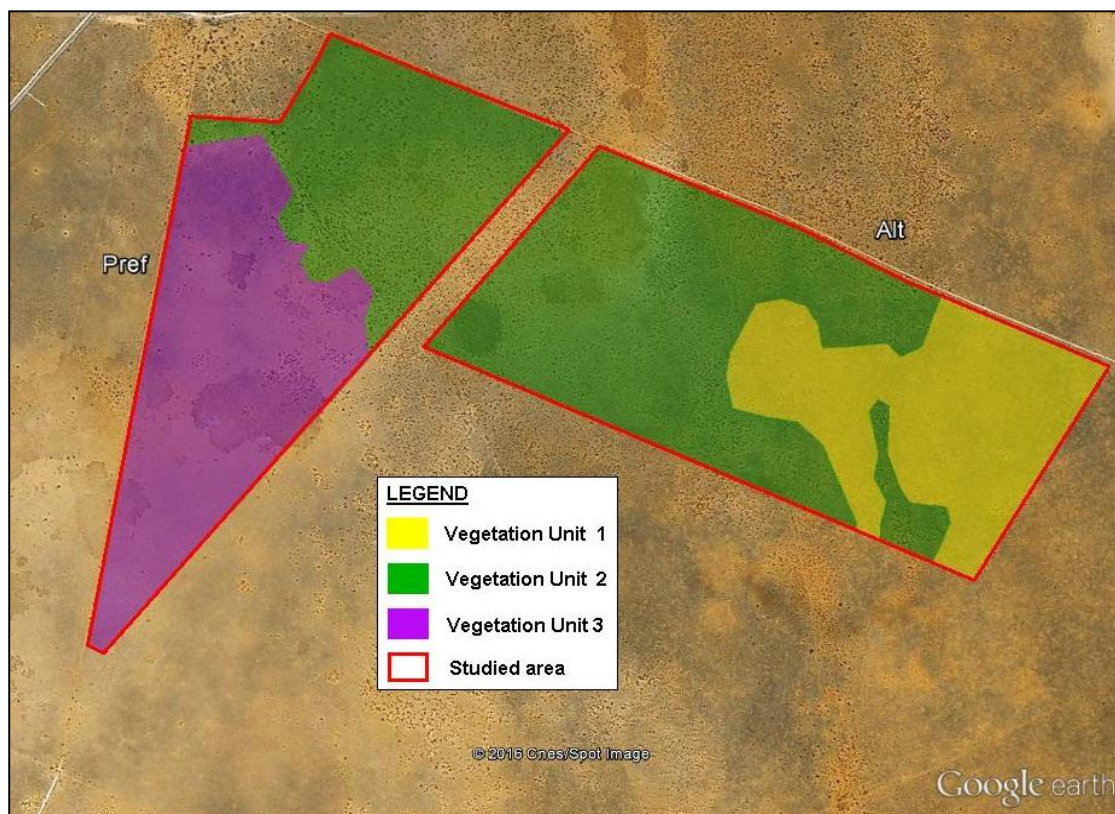 Pref
Alt
LEGEND
Vegetation Unit 1
Vegetation Unit 2
Vegetation Unit 3
Studied area
© 2016 Cnes/Spot Image
Google earth